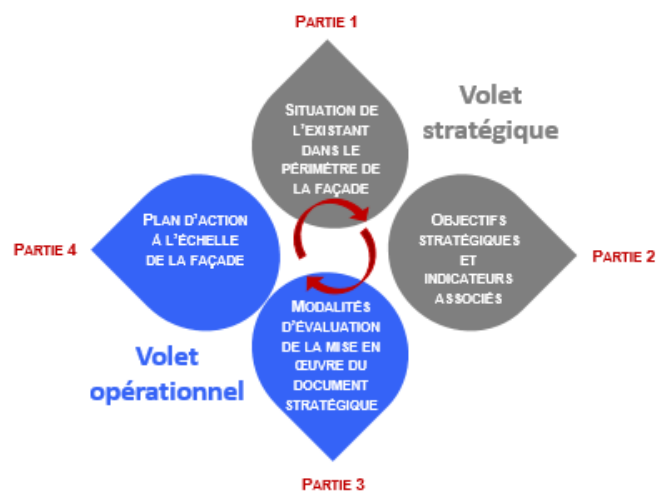 PARTIE 1
SITUATION DE
L'EXISTANT
DANS LE
PÉRIMÈTRE DE
LA FAÇADE
Volet
stratégique
PLAN D'ACTION
À L'ÉCHELLE
DE LA FAÇADE
PARTIE 4
OBJECTIFS
STRATÉGIQUES
ET
INDICATEURS
ASSOCIÉS
PARTIE 2
MODALITÉS
D'ÉVALUATION
DE LA MISE EN
ŒUVRE DU
DOCUMENT
STRATÉGIQUE
Volet
opérationnel
PARTIE 3